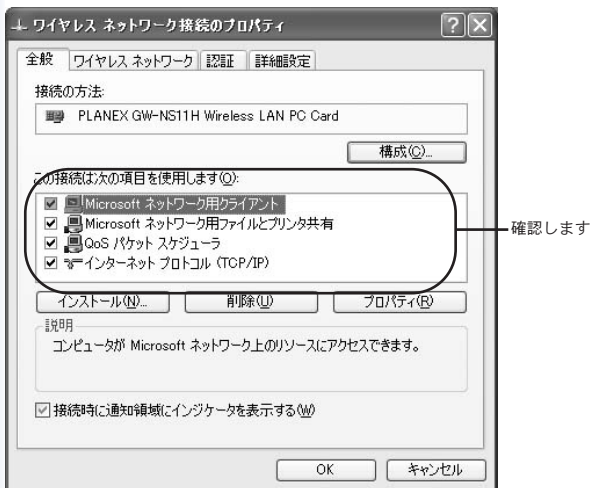 ワイヤレス ネットワーク接続のプロパティ
全般 ワイヤレス ネットワーク 認証 詳細設定
接続の方法:
PLANEX GW-NS11H Wireless LAN PC Card
構成(C)...
この接続は次の項目を使用します(O):
Microsoft ネットワーク用クライアント
Microsoft ネットワーク用ファイルとプリンタ共有
QoS パケット スケジューラ
インターネット プロトコル (TCP/IP)
確認します
インストール(N)... 削除(U) プロパティ(R)
説明
コンピュータが Microsoft ネットワーク上のリソースにアクセスできます。
接続時に通知領域にインジケータを表示する(W)
OK キャンセル